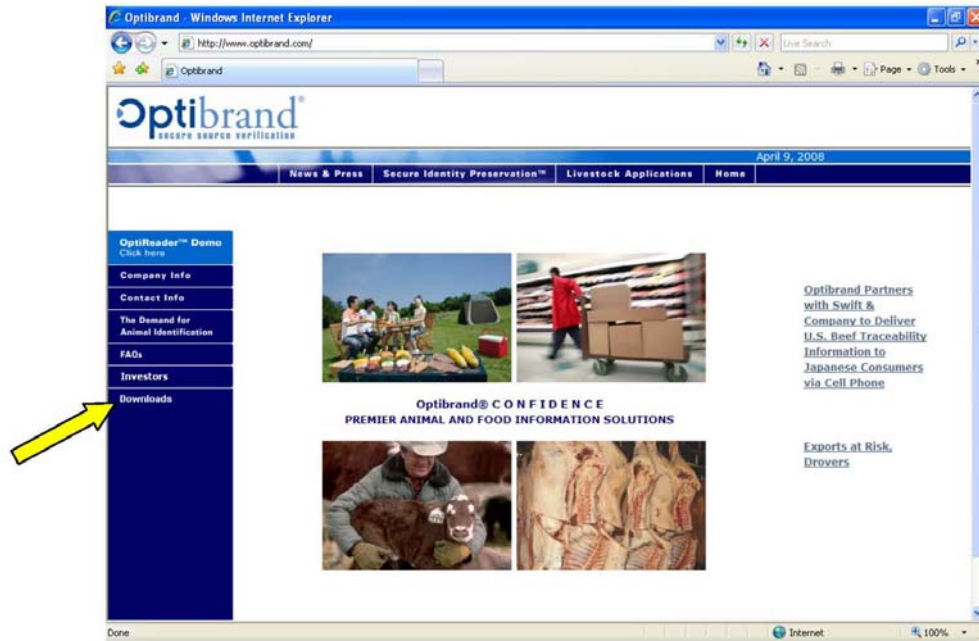 Optibrand - Windows Internet Explorer
http://www.optibrand.com/
Live Search
Optibrand
Page
Tools
Optibrand®
secure source verification
April 9, 2008
News & Press
Secure Identity Preservation™
Livestock Applications
Home
OptiReader™ Demo
Click here
Company Info
Contact Info
The Demand for
Animal Identification
FAQs
Investors
Downloads
Optibrand® C O N F I D E N C E
PREMIER ANIMAL AND FOOD INFORMATION SOLUTIONS
Optibrand Partners
with Swift &
Company to Deliver
U.S. Beef Traceability
Information to
Japanese Consumers
via Cell Phone
Exports at Risk,
Drovers
Done
Internet
100%